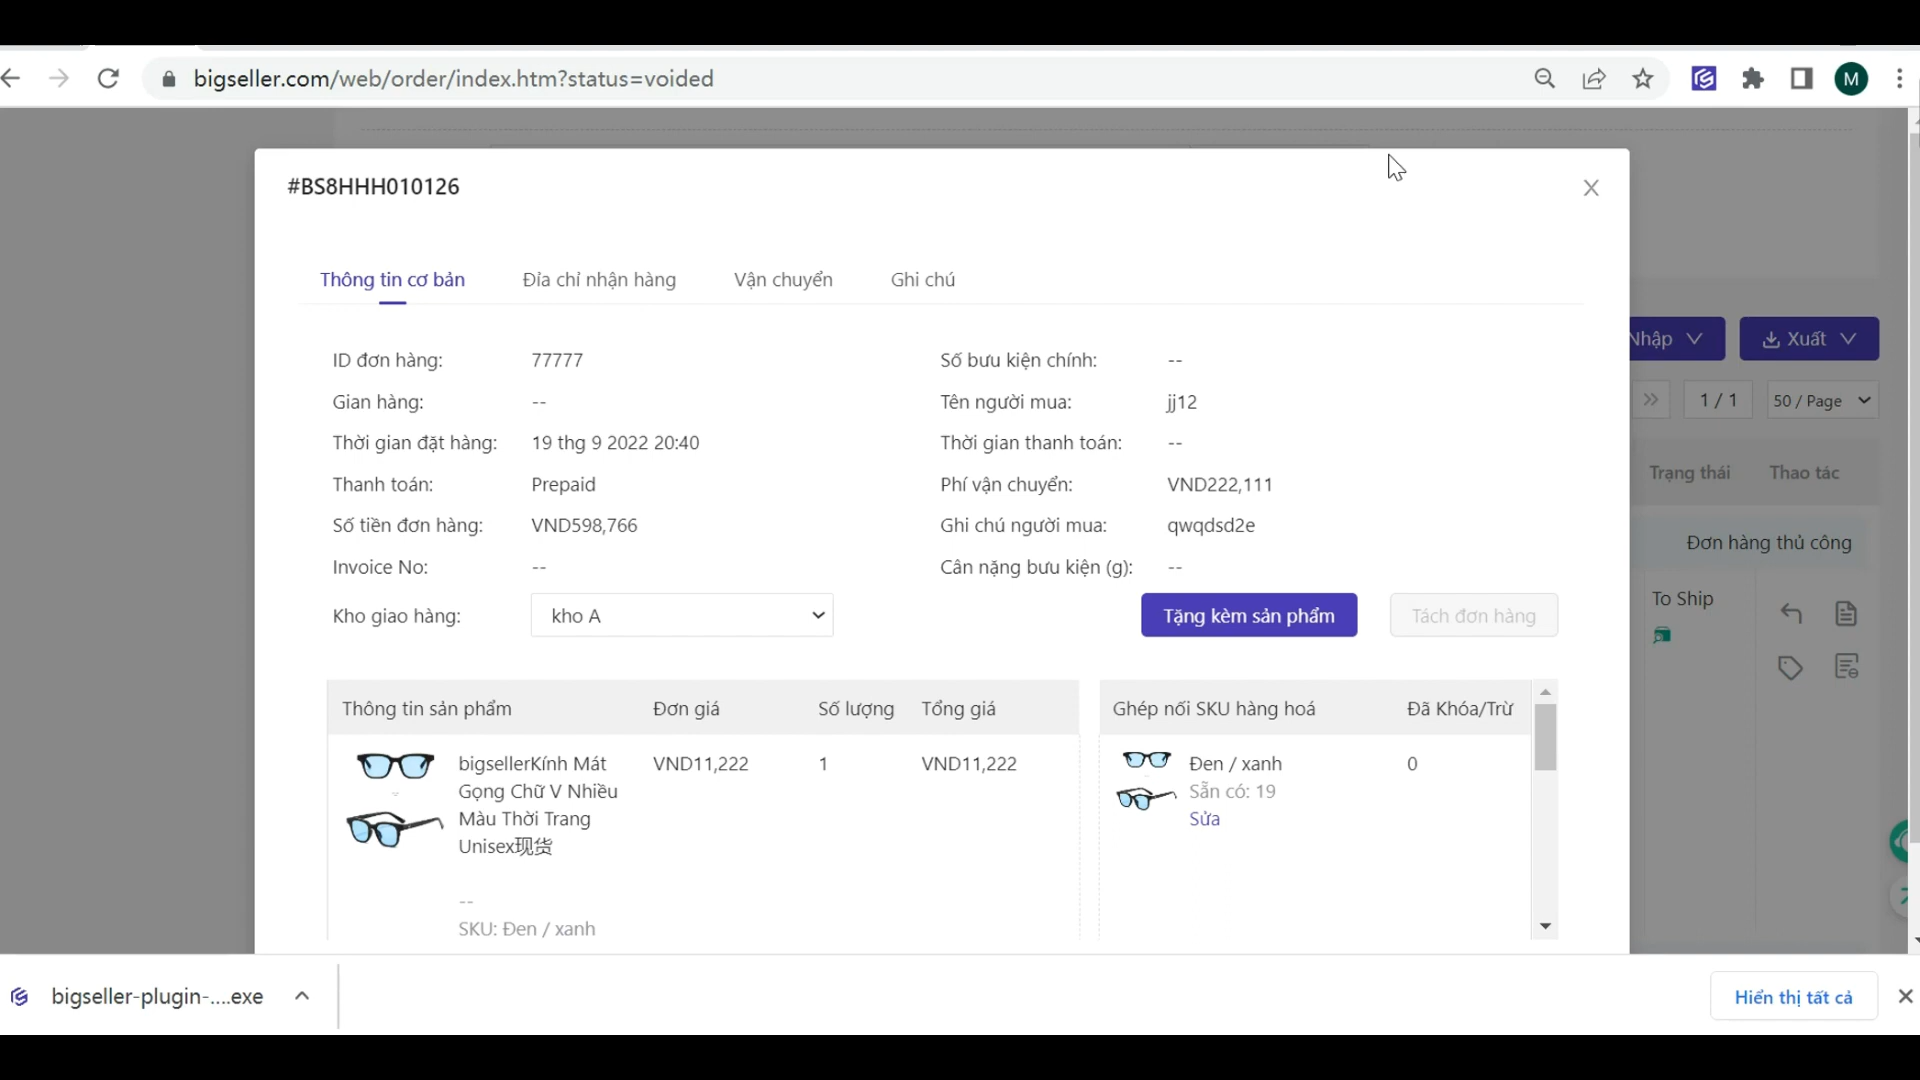 bigseller.com/web/order/index.htm?status=voided
M
#BS8HHH010126
Thông tin cơ bản
Đỉa chỉ nhận hàng
Vận chuyển
Ghi chú
ID đơn hàng: 77777
Số bưu kiện chính: --
Gian hàng: --
Tên người mua: jj12
Thời gian đặt hàng: 19 thg 9 2022 20:40
Thời gian thanh toán: --
Thanh toán: Prepaid
Phí vận chuyển: VND222,111
Số tiền đơn hàng: VND598,766
Ghi chú người mua: qwqdsd2e
Invoice No: --
Cân nặng bưu kiện (g): --
Kho giao hàng: kho A
Tặng kèm sản phẩm
Tách đơn hàng
Thông tin sản phẩm Đơn giá Số lượng Tổng giá
bigsellerKính Mát VND11,222 1 VND11,222
Gọng Chữ V Nhiều
Màu Thời Trang
Unisex现货
--
SKU: Đen / xanh
Ghép nối SKU hàng hoá Đã Khóa/Trừ
Đen / xanh 0
Sẵn có: 19
Sửa
Nhập
Xuất
1 / 1
50 / Page
Trạng thái Thao tác
Đơn hàng thủ công
To Ship
bigseller-plugin-....exe
Hiển thị tất cả